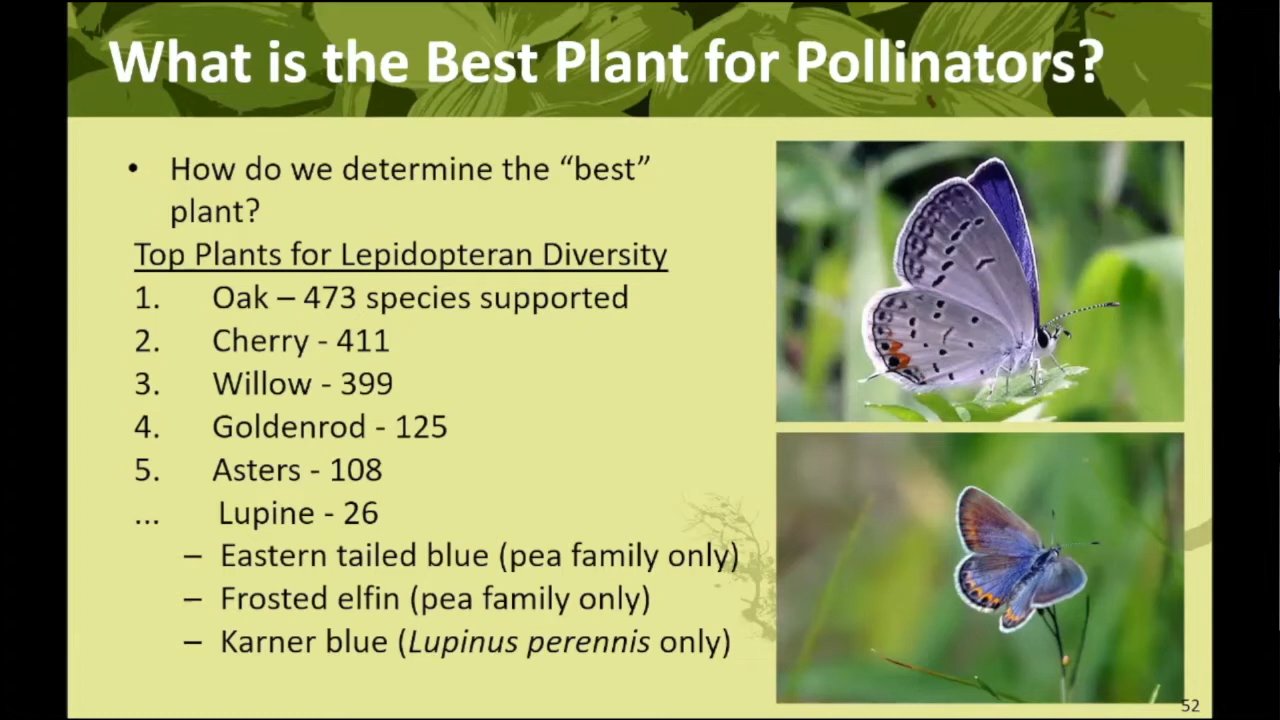 What is the Best Plant for Pollinators?
• How do we determine the “best”
plant?
Top Plants for Lepidopteran Diversity
1. Oak – 473 species supported
2. Cherry - 411
3. Willow - 399
4. Goldenrod - 125
5. Asters - 108
... Lupine - 26
– Eastern tailed blue (pea family only)
– Frosted elfin (pea family only)
– Karner blue (Lupinus perennis only)
52